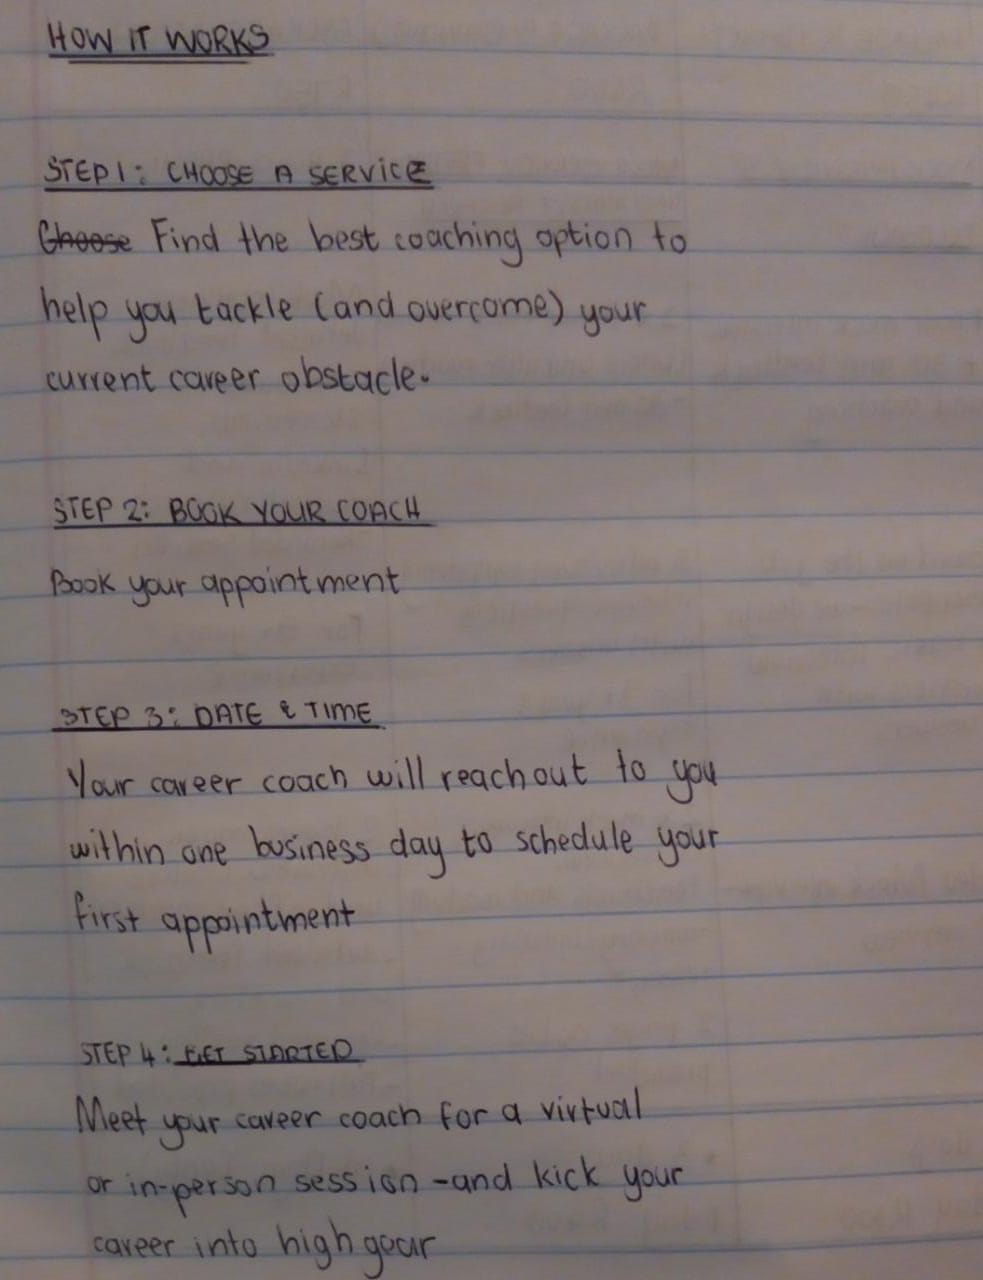 HOW IT WORKS
STEP 1: CHOOSE A SERVICE
Choose Find the best coaching option to
help you tackle (and overcome) your
current career obstacle.
STEP 2: BOOK YOUR COACH
Book your appointment
STEP 3: DATE & TIME
Your career coach will reach out to you
within one business day to schedule your
first appointment
STEP 4: GET STARTED
Meet your career coach for a virtual
or in-person session - and kick your
career into high gear